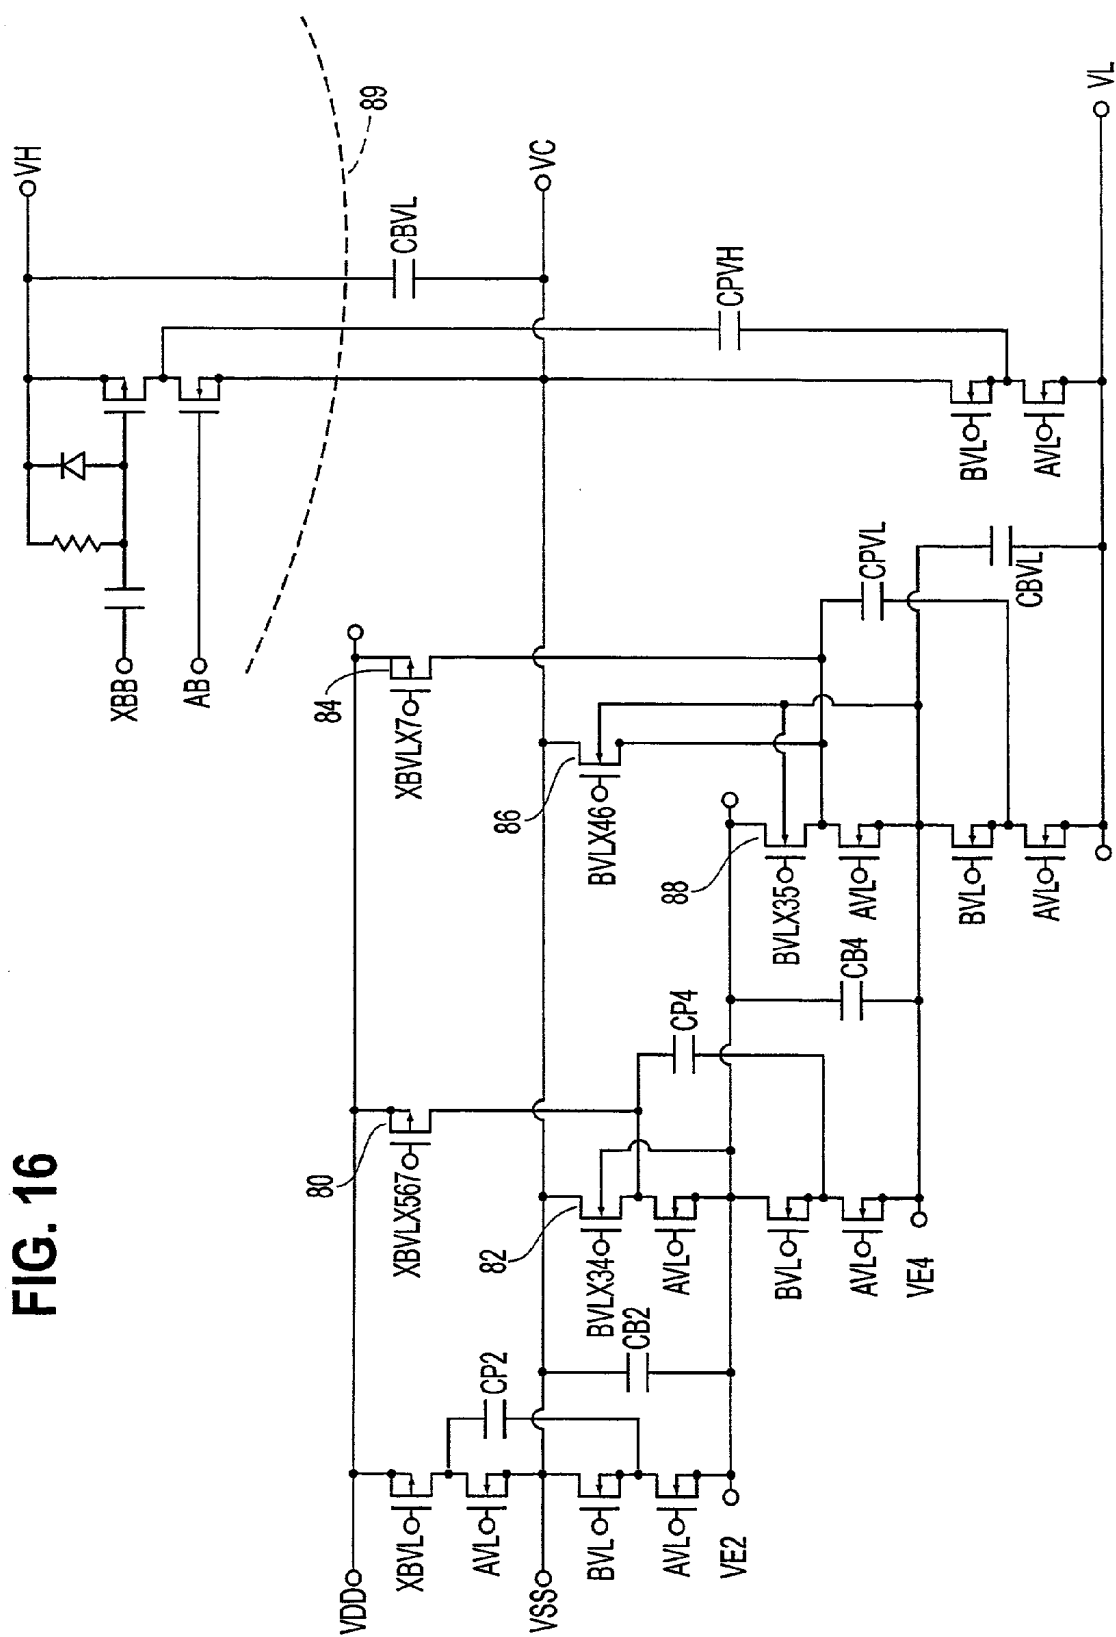 FIG. 16
VH
VC
VL
89
CBVL
CPVH
XBB
AB
BVL
AVL
84
XBVLX7
86
BVLX46
88
BVLX35
AVL
BVL
AVL
CPVL
CBVL
CB4
CP4
80
XBVLX567
82
BVLX34
AVL
BVL
AVL
VE4
CB2
CP2
VDD
XBVL
AVL
VSS
BVL
AVL
VE2